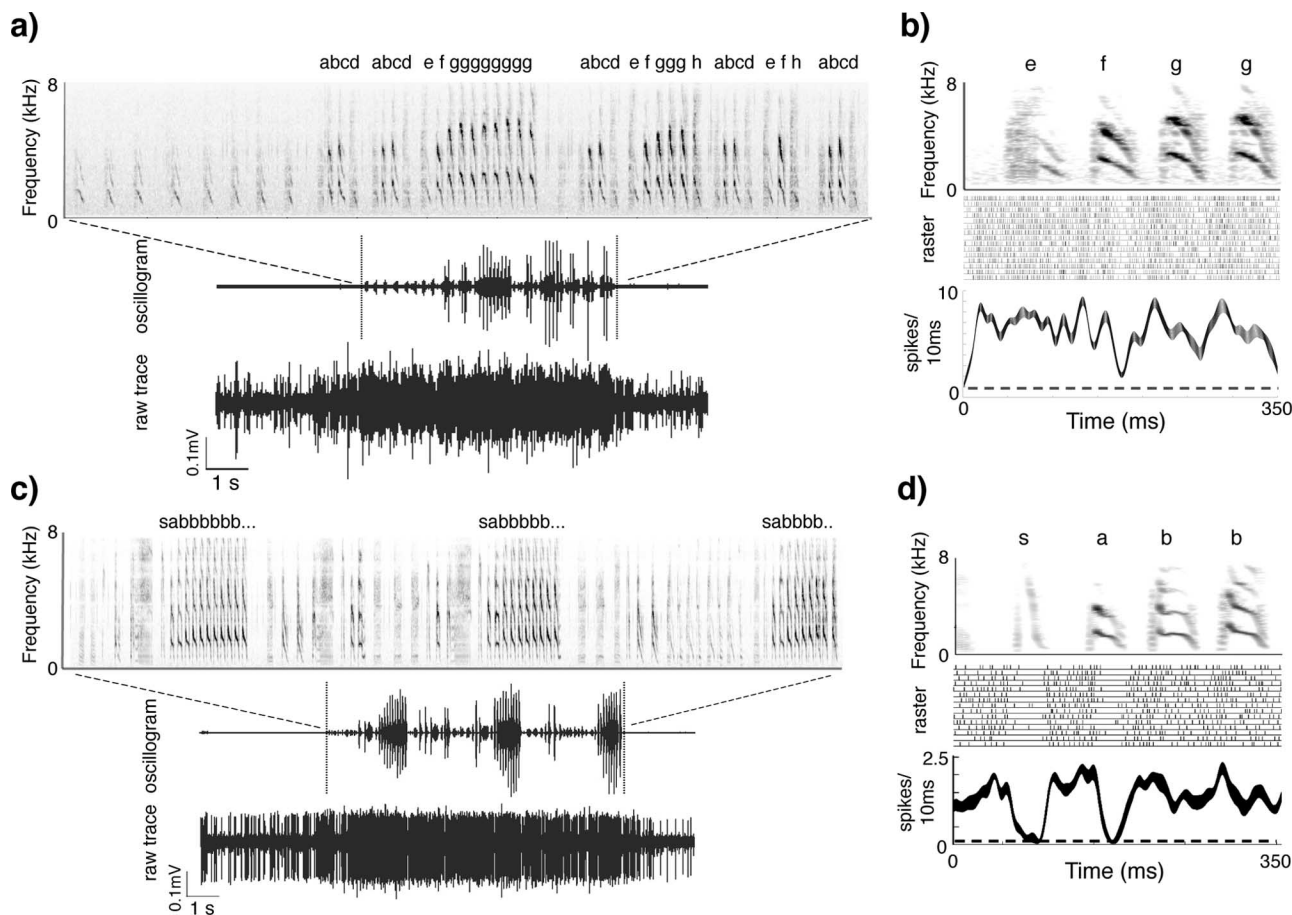 a)
abcd abcd e f gggggggg abcd e f ggg h abcd e f h abcd
8
Frequency (kHz)
0
oscillogram
raw trace
0.1mV
1 s
b)
e f g g
8
Frequency (kHz)
0
raster
10
spikes/
10ms
0
0 350
Time (ms)
c)
sabbbbbb... sabbbbb... sabbbb..
8
Frequency (kHz)
0
oscillogram
raw trace
0.1mV
1 s
d)
s a b b
8
Frequency (kHz)
0
raster
2.5
spikes/
10ms
0
0 350
Time (ms)